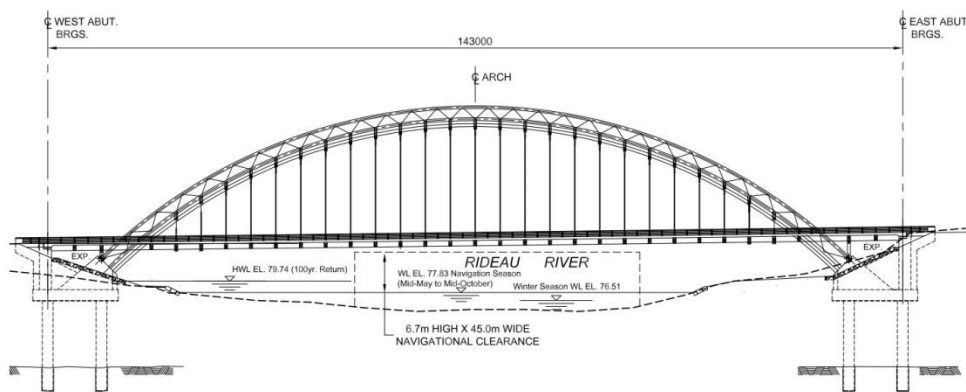 ℄ WEST ABUT.
BRGS.
℄ EAST ABUT
BRGS.
143000
℄ ARCH
EXP.
EXP.
RIDEAU RIVER
HWL EL. 79.74 (100yr. Return)
WL EL. 77.83 Navigation Season
(Mid-May to Mid-October)
Winter Season WL EL. 76.51
6.7m HIGH X 45.0m WIDE
NAVIGATIONAL CLEARANCE